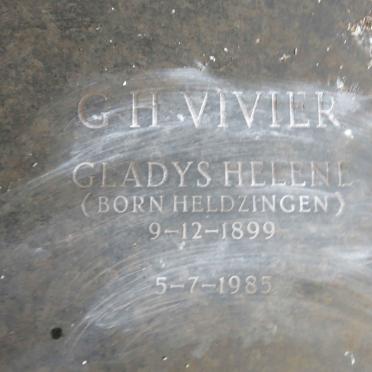 G H VIVIER
GLADYS HELENE
(BORN HELDZINGEN)
9-12-1899
5-7-1985